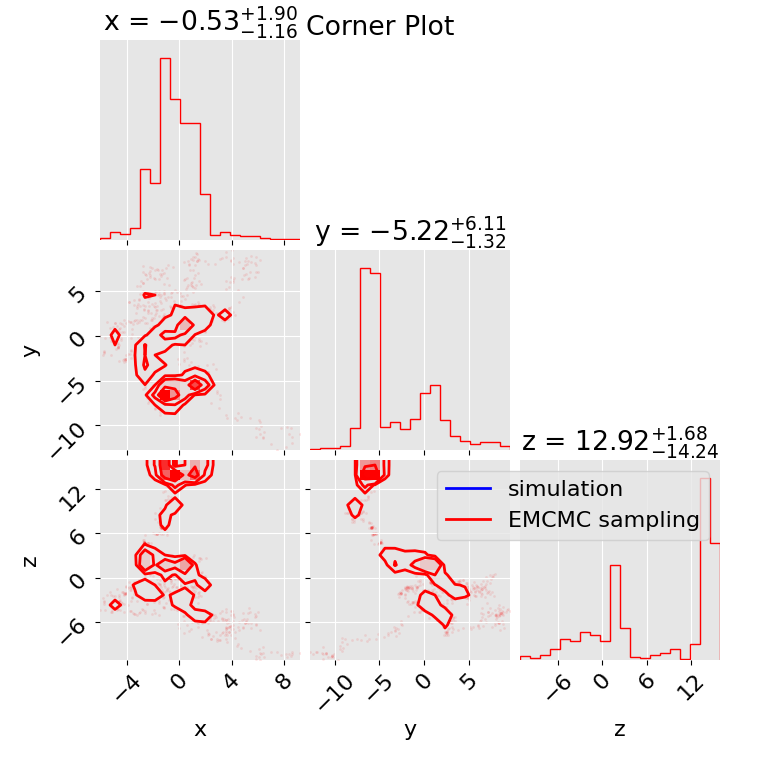 x = −0.53+1.90 −1.16 Corner Plot
y = −5.22+6.11 −1.32
5
0
−5
−10
y
z = 12.92+1.68 −14.24
simulation
EMCMC sampling
12
6
0
−6
z
−4 0 4 8
−10 −5 0 5
−6 0 6 12
x y z